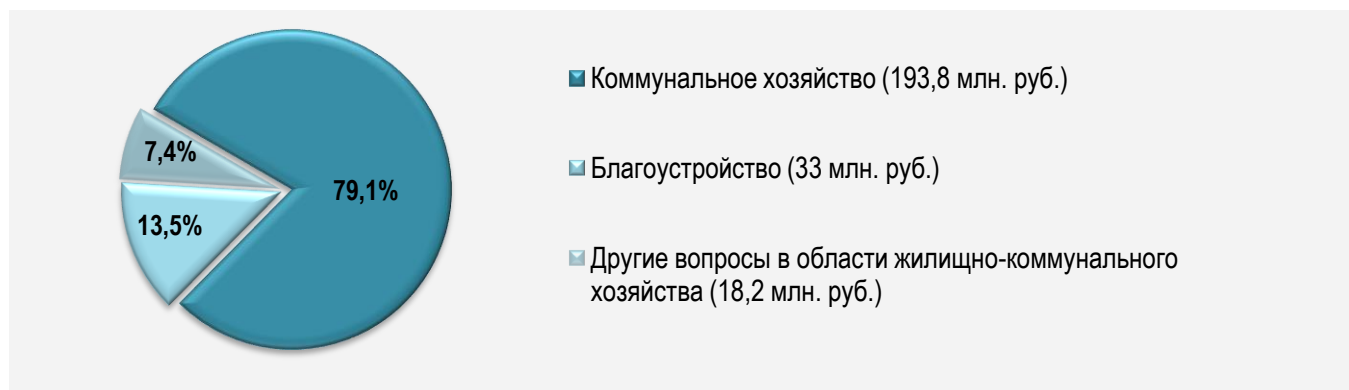 Коммунальное хозяйство (193,8 млн. руб.)
7,4%
79,1%
Благоустройство (33 млн. руб.)
13,5%
Другие вопросы в области жилищно-коммунального
хозяйства (18,2 млн. руб.)